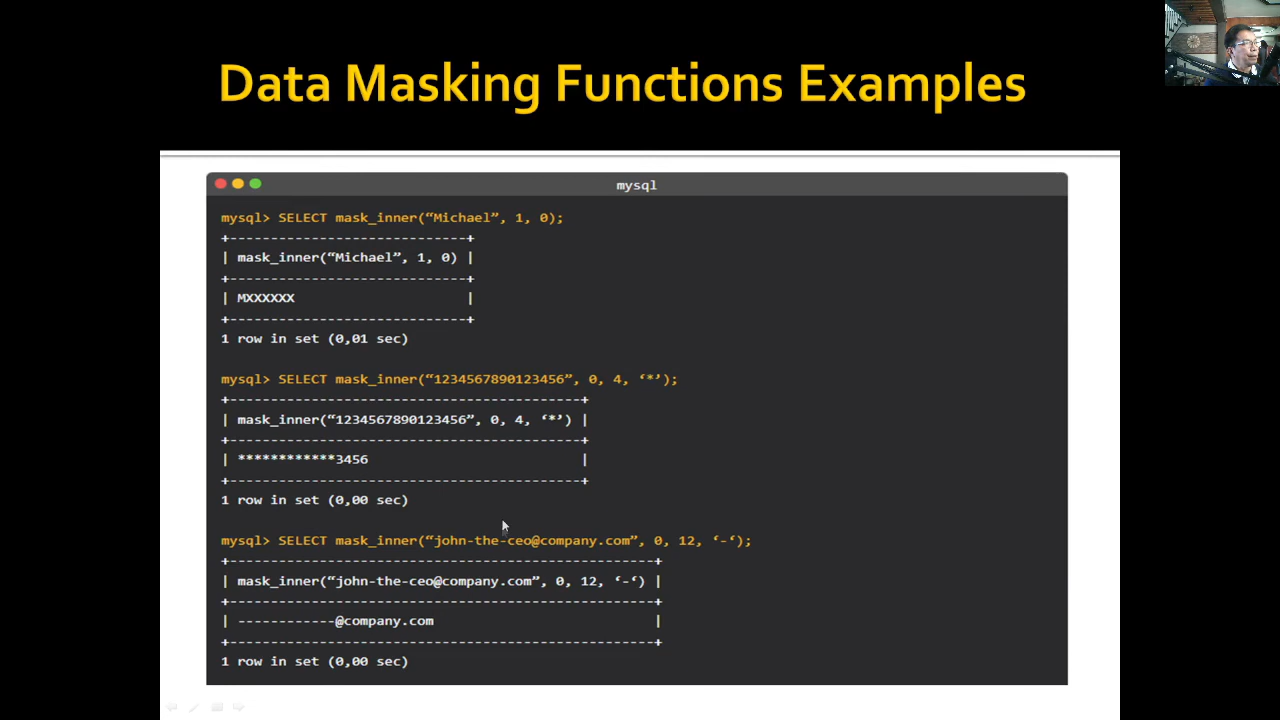 Data Masking Functions Examples
mysql
mysql> SELECT mask_inner(“Michael”, 1, 0);
+-----------------------------+
| mask_inner(“Michael”, 1, 0) |
+-----------------------------+
| MXXXXXX                     |
+-----------------------------+
1 row in set (0,01 sec)
mysql> SELECT mask_inner(“1234567890123456”, 0, 4, ‘*’);
+-------------------------------------------+
| mask_inner(“1234567890123456”, 0, 4, ‘*’) |
+-------------------------------------------+
| ************3456                          |
+-------------------------------------------+
1 row in set (0,00 sec)
mysql> SELECT mask_inner(“john-the-ceo@company.com”, 0, 12, ‘-‘);
+----------------------------------------------------+
| mask_inner(“john-the-ceo@company.com”, 0, 12, ‘-‘) |
+----------------------------------------------------+
| ------------@company.com                           |
+----------------------------------------------------+
1 row in set (0,00 sec)